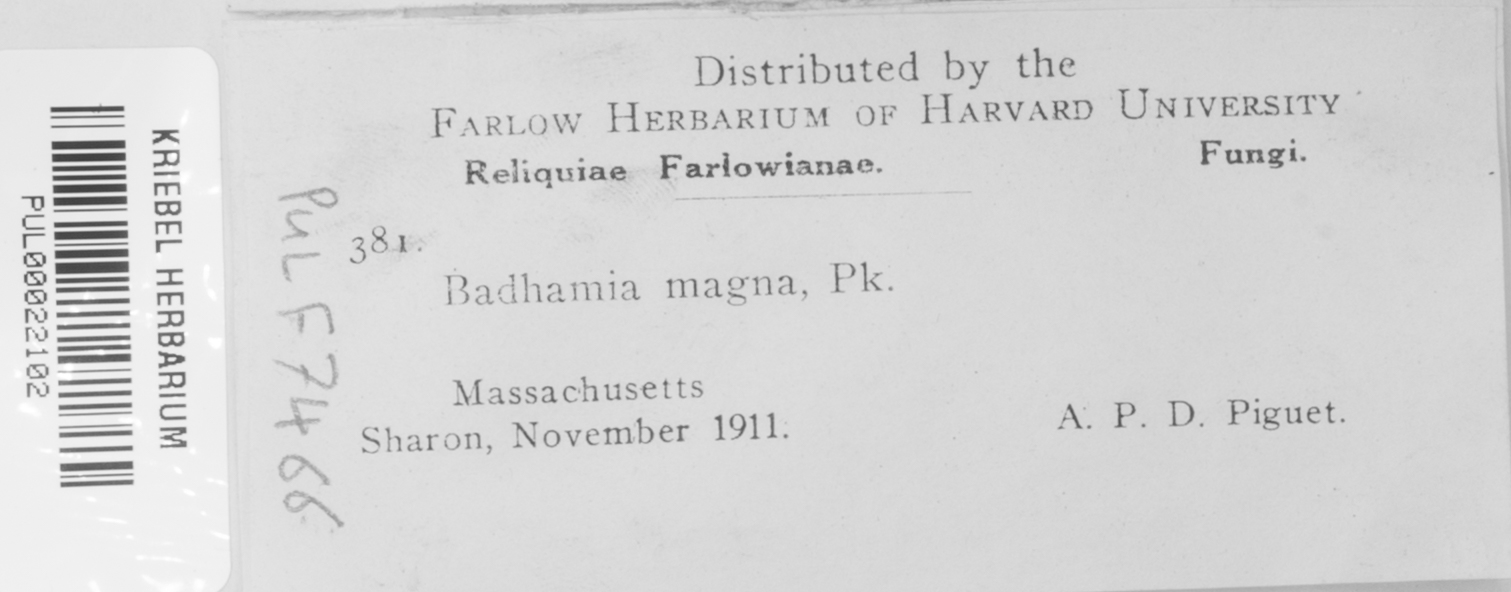 KRIEBEL HERBARIUM
PUL00022102
PUL F7466
Distributed by the
FARLOW HERBARIUM OF HARVARD UNIVERSITY
Reliquiae Farlowianae. Fungi.
381.
Badhamia magna, Pk.
Massachusetts
Sharon, November 1911. A. P. D. Piguet.